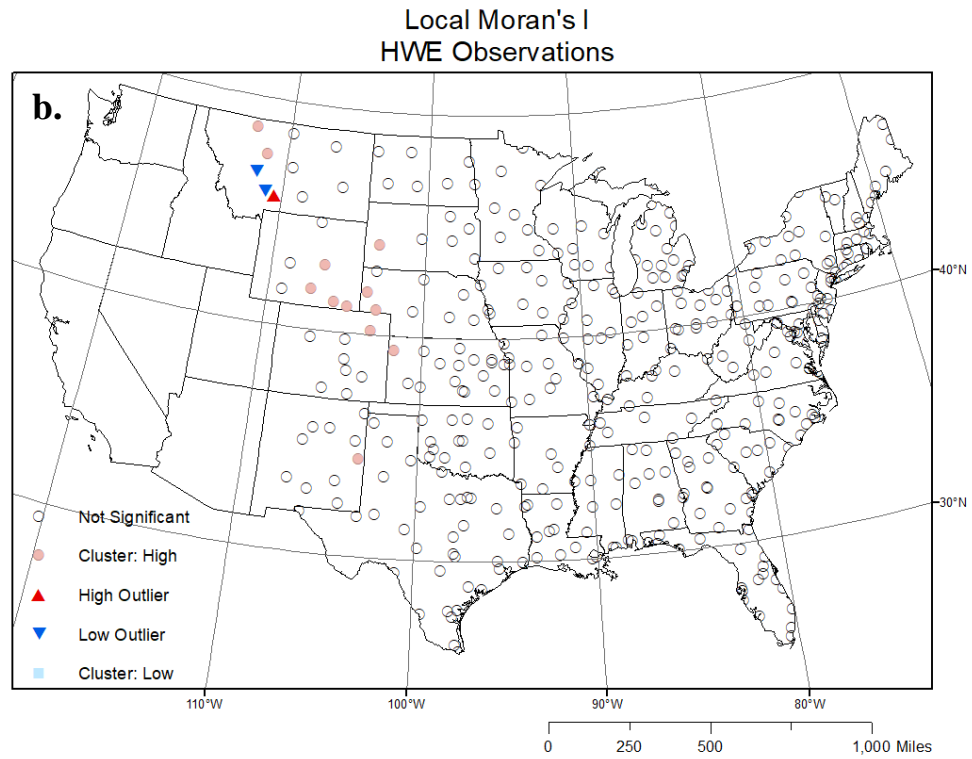 Local Moran's I
HWE Observations
b.
40°N
30°N
Not Significant
Cluster: High
High Outlier
Low Outlier
Cluster: Low
110°W
100°W
90°W
80°W
0
250
500
1,000 Miles